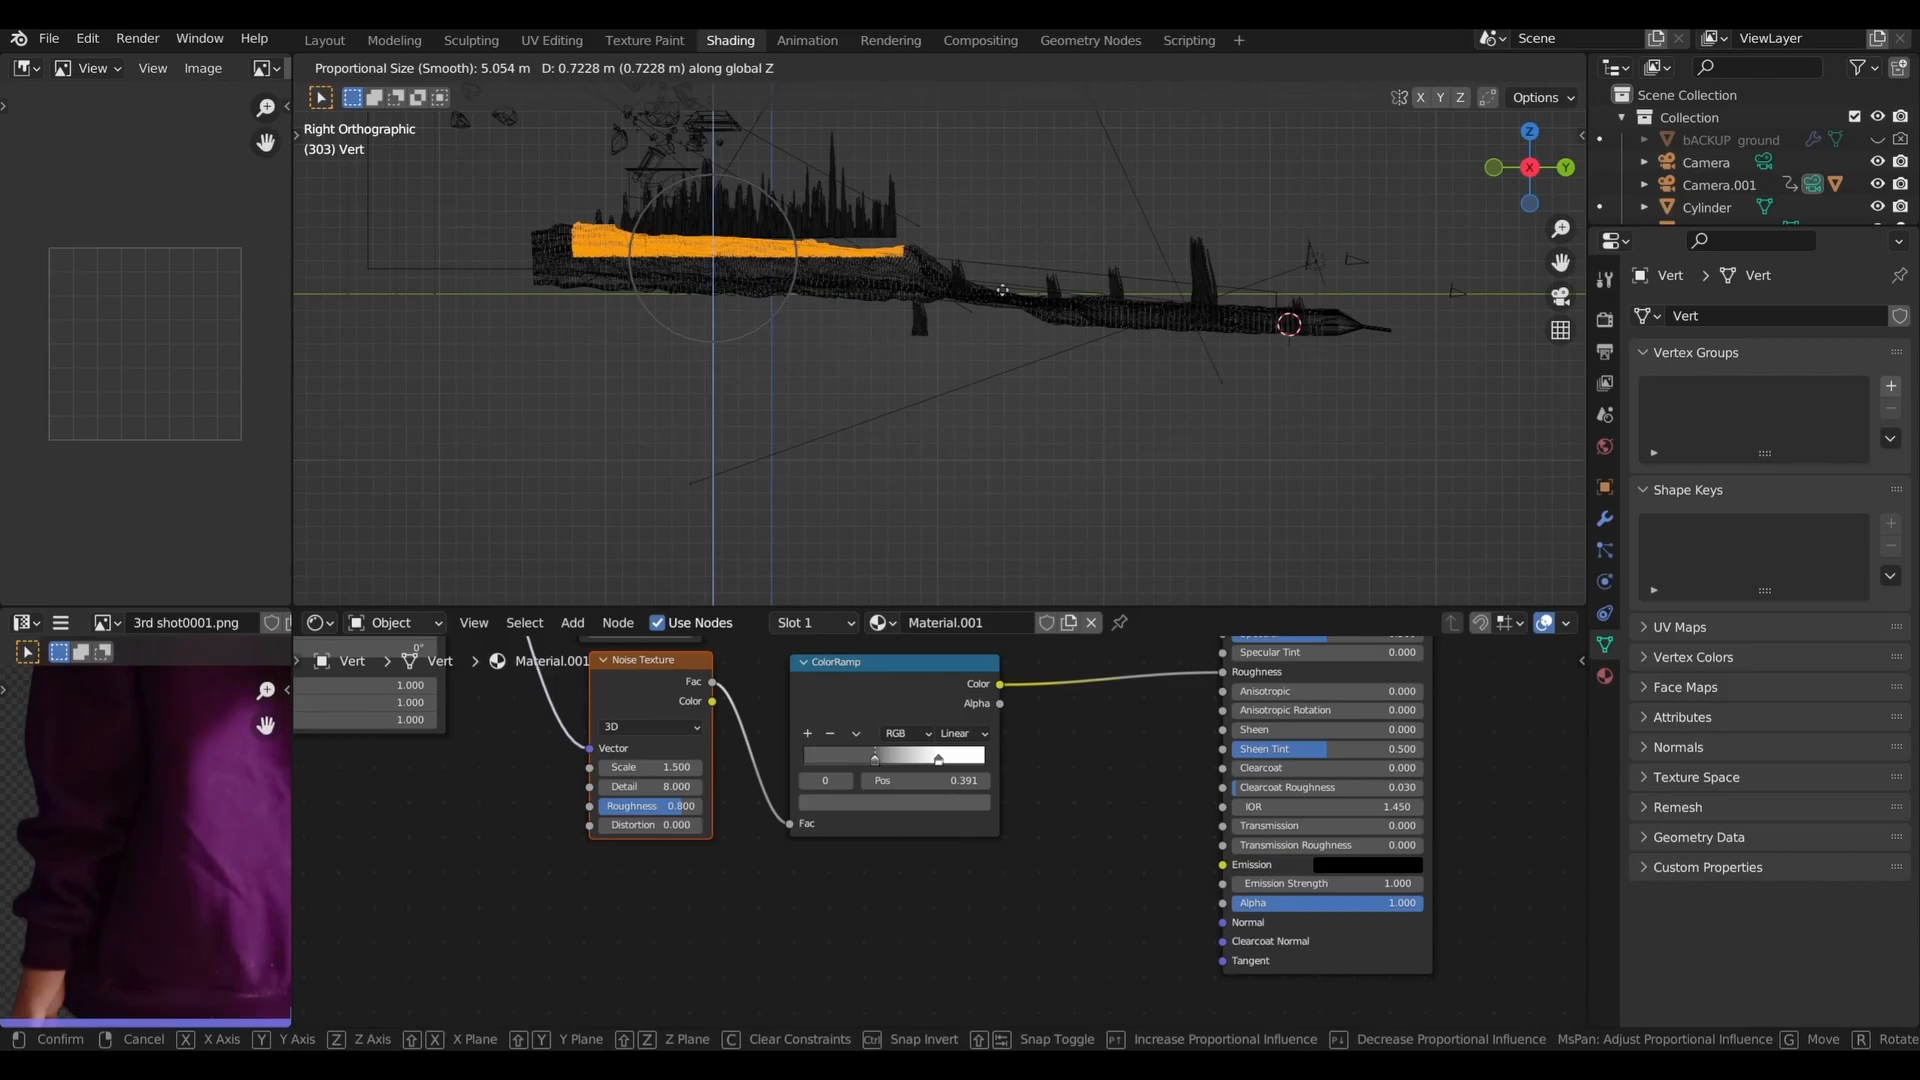 File Edit Render Window Help
Layout Modeling Sculpting UV Editing Texture Paint Shading Animation Rendering Compositing Geometry Nodes Scripting +
Scene ViewLayer
View View Image
Proportional Size (Smooth): 5.054 m D: 0.7228 m (0.7228 m) along global Z
X Y Z Options
Right Orthographic
(303) Vert
Z
X
Y
Scene Collection
Collection
bACKUP ground
Camera
Camera.001
Cylinder
Vert Vert
Vert
Vertex Groups
Shape Keys
UV Maps
Vertex Colors
Face Maps
Attributes
Normals
Texture Space
Remesh
Geometry Data
Custom Properties
3rd shot0001.png
Object View Select Add Node Use Nodes Slot 1 Material.001
Vert Vert Material.001
0°
1.000
1.000
1.000
Noise Texture
Fac
Color
3D
Vector
Scale 1.500
Detail 8.000
Roughness 0.800
Distortion 0.000
ColorRamp
Color
Alpha
+ − RGB Linear
0 Pos 0.391
Fac
Specular Tint 0.000
Roughness
Anisotropic 0.000
Anisotropic Rotation 0.000
Sheen 0.000
Sheen Tint 0.500
Clearcoat 0.000
Clearcoat Roughness 0.030
IOR 1.450
Transmission 0.000
Transmission Roughness 0.000
Emission
Emission Strength 1.000
Alpha 1.000
Normal
Clearcoat Normal
Tangent
Confirm Cancel X X Axis Y Y Axis Z Z Axis X X Plane Y Y Plane Z Z Plane C Clear Constraints Ctrl Snap Invert Snap Toggle Increase Proportional Influence Decrease Proportional Influence MsPan: Adjust Proportional Influence G Move R Rotate